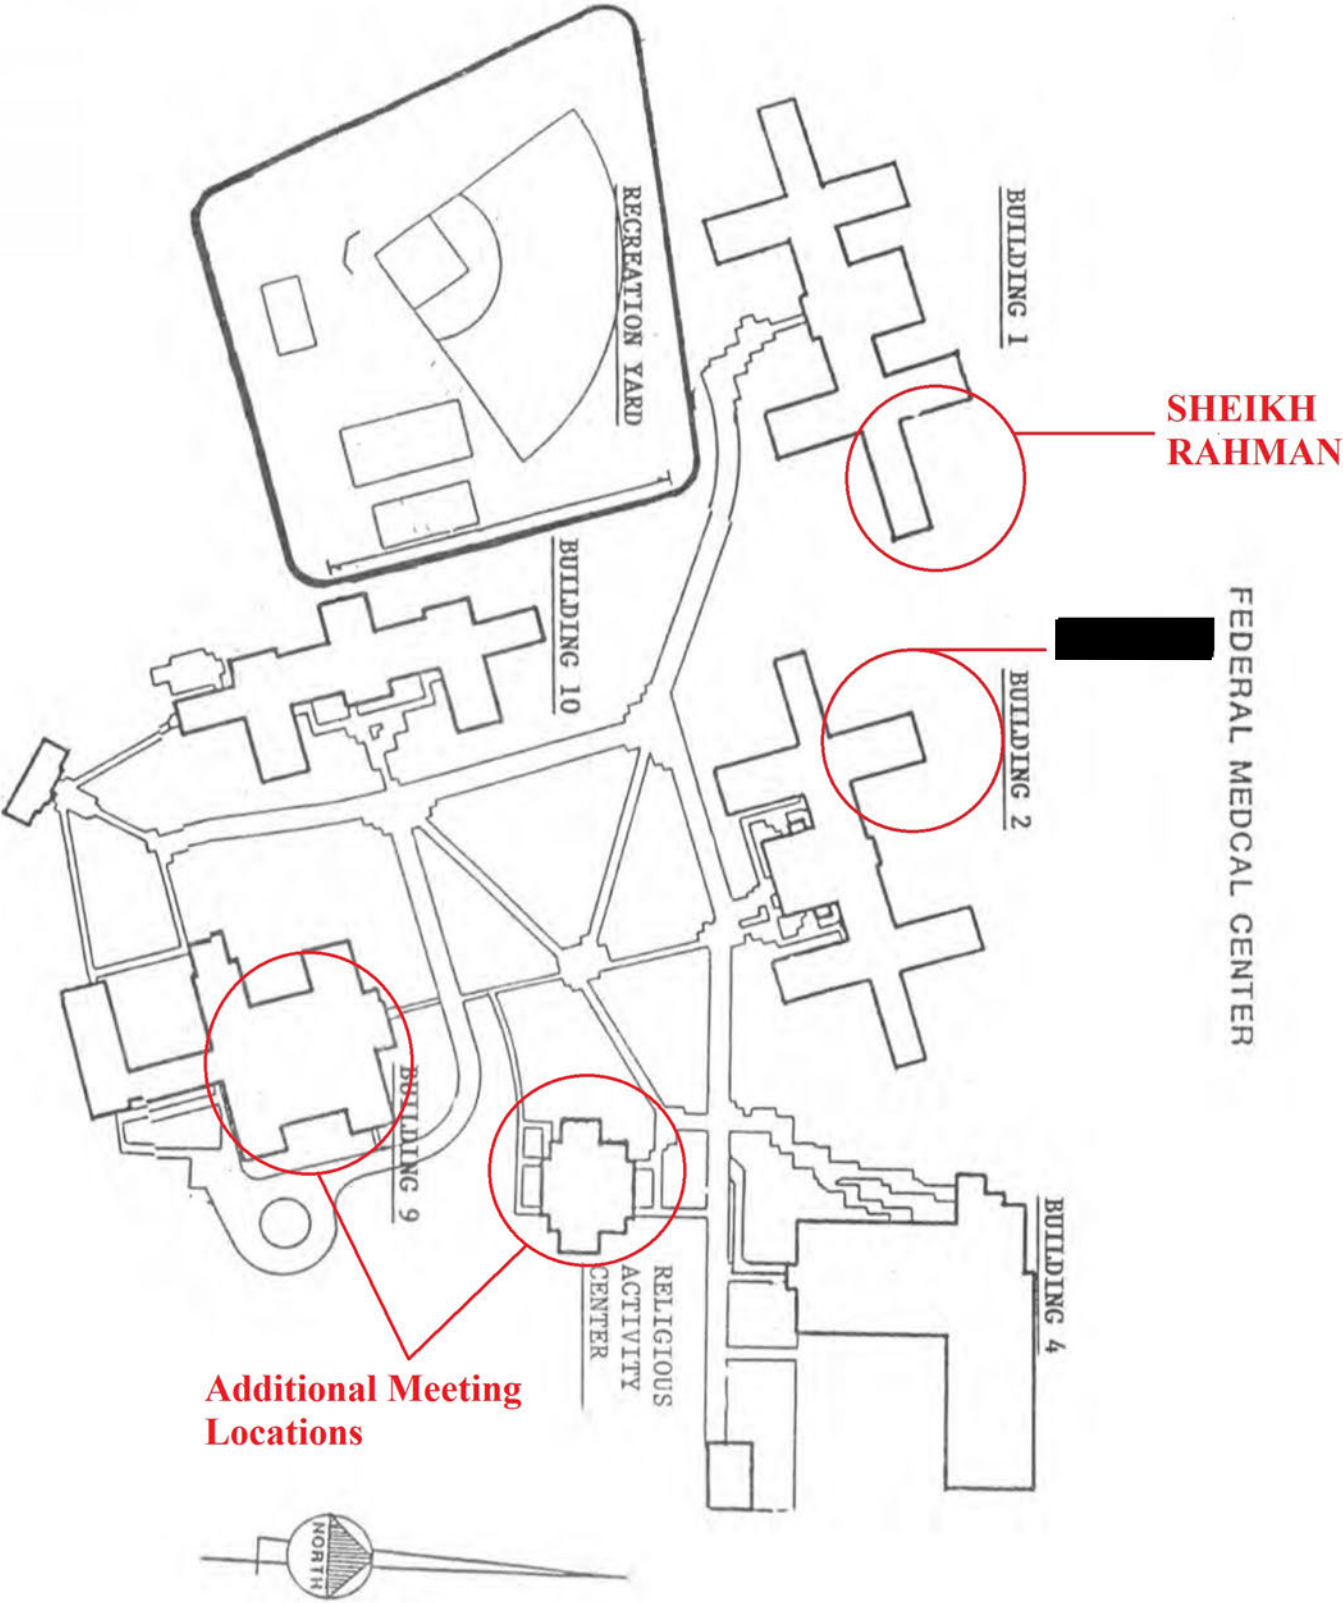 RECREATION YARD
BUILDING 1
SHEIKH
RAHMAN
BUILDING 10
BUILDING 2
FEDERAL MEDCAL CENTER
BUILDING 9
RELIGIOUS
ACTIVITY
CENTER
BUILDING 4
Additional Meeting
Locations
NORTH